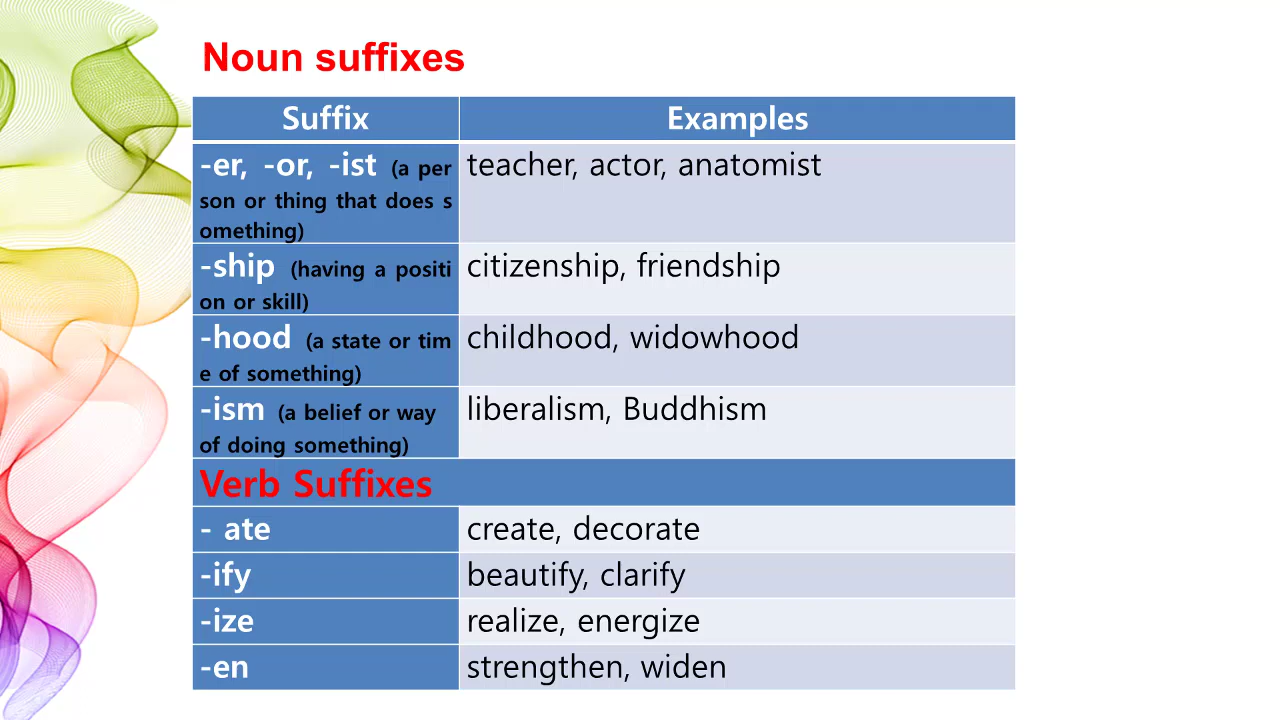 Noun suffixes
Suffix Examples
-er, -or, -ist (a per teacher, actor, anatomist
son or thing that does s
omething)
-ship (having a positi citizenship, friendship
on or skill)
-hood (a state or tim childhood, widowhood
e of something)
-ism (a belief or way liberalism, Buddhism
of doing something)
Verb Suffixes
- ate create, decorate
-ify beautify, clarify
-ize realize, energize
-en strengthen, widen